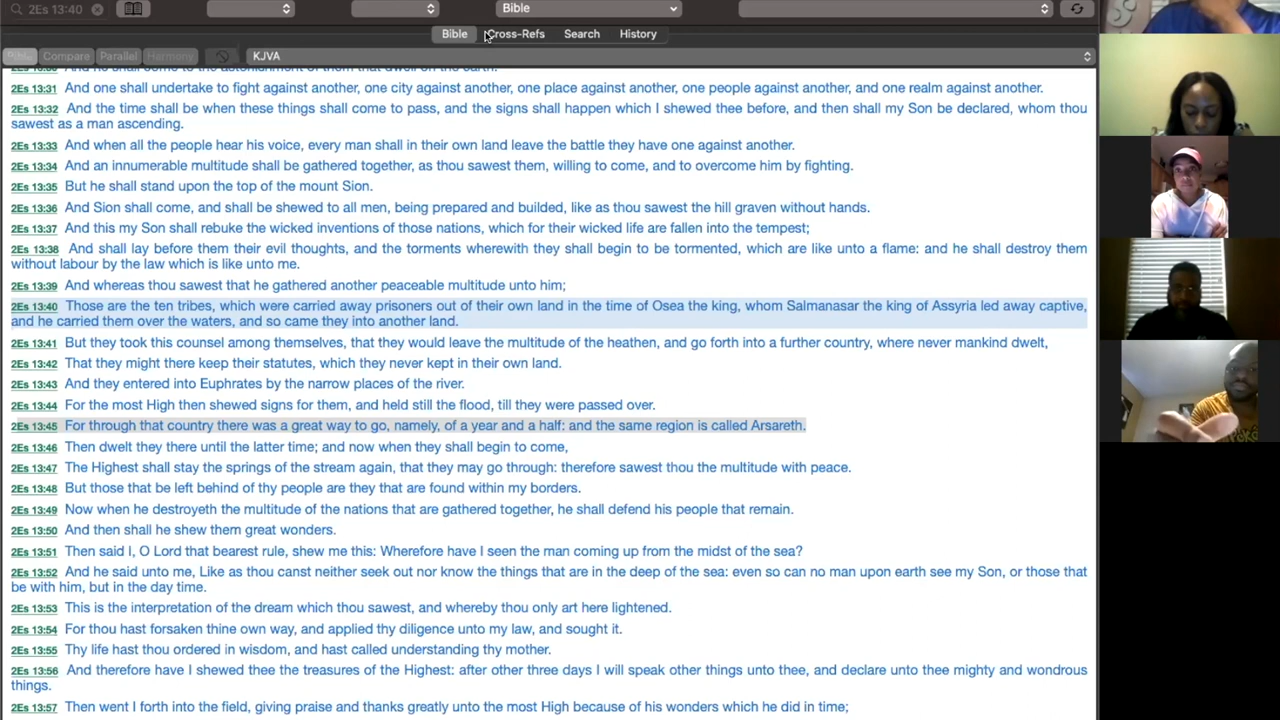 2Es 13:40
Bible
Bible Cross-Refs Search History
Compare Parallel Harmony KJVA
them that dwell on the earth.
2Es 13:31 And one shall undertake to fight against another, one city against another, one place against another, one people against another, and one realm against another.
2Es 13:32 And the time shall be when these things shall come to pass, and the signs shall happen which I shewed thee before, and then shall my Son be declared, whom thou
sawest as a man ascending.
2Es 13:33 And when all the people hear his voice, every man shall in their own land leave the battle they have one against another.
2Es 13:34 And an innumerable multitude shall be gathered together, as thou sawest them, willing to come, and to overcome him by fighting.
2Es 13:35 But he shall stand upon the top of the mount Sion.
2Es 13:36 And Sion shall come, and shall be shewed to all men, being prepared and builded, like as thou sawest the hill graven without hands.
2Es 13:37 And this my Son shall rebuke the wicked inventions of those nations, which for their wicked life are fallen into the tempest;
2Es 13:38 And shall lay before them their evil thoughts, and the torments wherewith they shall begin to be tormented, which are like unto a flame: and he shall destroy them
without labour by the law which is like unto me.
2Es 13:39 And whereas thou sawest that he gathered another peaceable multitude unto him;
2Es 13:40 Those are the ten tribes, which were carried away prisoners out of their own land in the time of Osea the king, whom Salmanasar the king of Assyria led away captive,
and he carried them over the waters, and so came they into another land.
2Es 13:41 But they took this counsel among themselves, that they would leave the multitude of the heathen, and go forth into a further country, where never mankind dwelt,
2Es 13:42 That they might there keep their statutes, which they never kept in their own land.
2Es 13:43 And they entered into Euphrates by the narrow places of the river.
2Es 13:44 For the most High then shewed signs for them, and held still the flood, till they were passed over.
2Es 13:45 For through that country there was a great way to go, namely, of a year and a half: and the same region is called Arsareth.
2Es 13:46 Then dwelt they there until the latter time; and now when they shall begin to come,
2Es 13:47 The Highest shall stay the springs of the stream again, that they may go through: therefore sawest thou the multitude with peace.
2Es 13:48 But those that be left behind of thy people are they that are found within my borders.
2Es 13:49 Now when he destroyeth the multitude of the nations that are gathered together, he shall defend his people that remain.
2Es 13:50 And then shall he shew them great wonders.
2Es 13:51 Then said I, O Lord that bearest rule, shew me this: Wherefore have I seen the man coming up from the midst of the sea?
2Es 13:52 And he said unto me, Like as thou canst neither seek out nor know the things that are in the deep of the sea: even so can no man upon earth see my Son, or those that
be with him, but in the day time.
2Es 13:53 This is the interpretation of the dream which thou sawest, and whereby thou only art here lightened.
2Es 13:54 For thou hast forsaken thine own way, and applied thy diligence unto my law, and sought it.
2Es 13:55 Thy life hast thou ordered in wisdom, and hast called understanding thy mother.
2Es 13:56 And therefore have I shewed thee the treasures of the Highest: after other three days I will speak other things unto thee, and declare unto thee mighty and wondrous
things.
2Es 13:57 Then went I forth into the field, giving praise and thanks greatly unto the most High because of his wonders which he did in time;